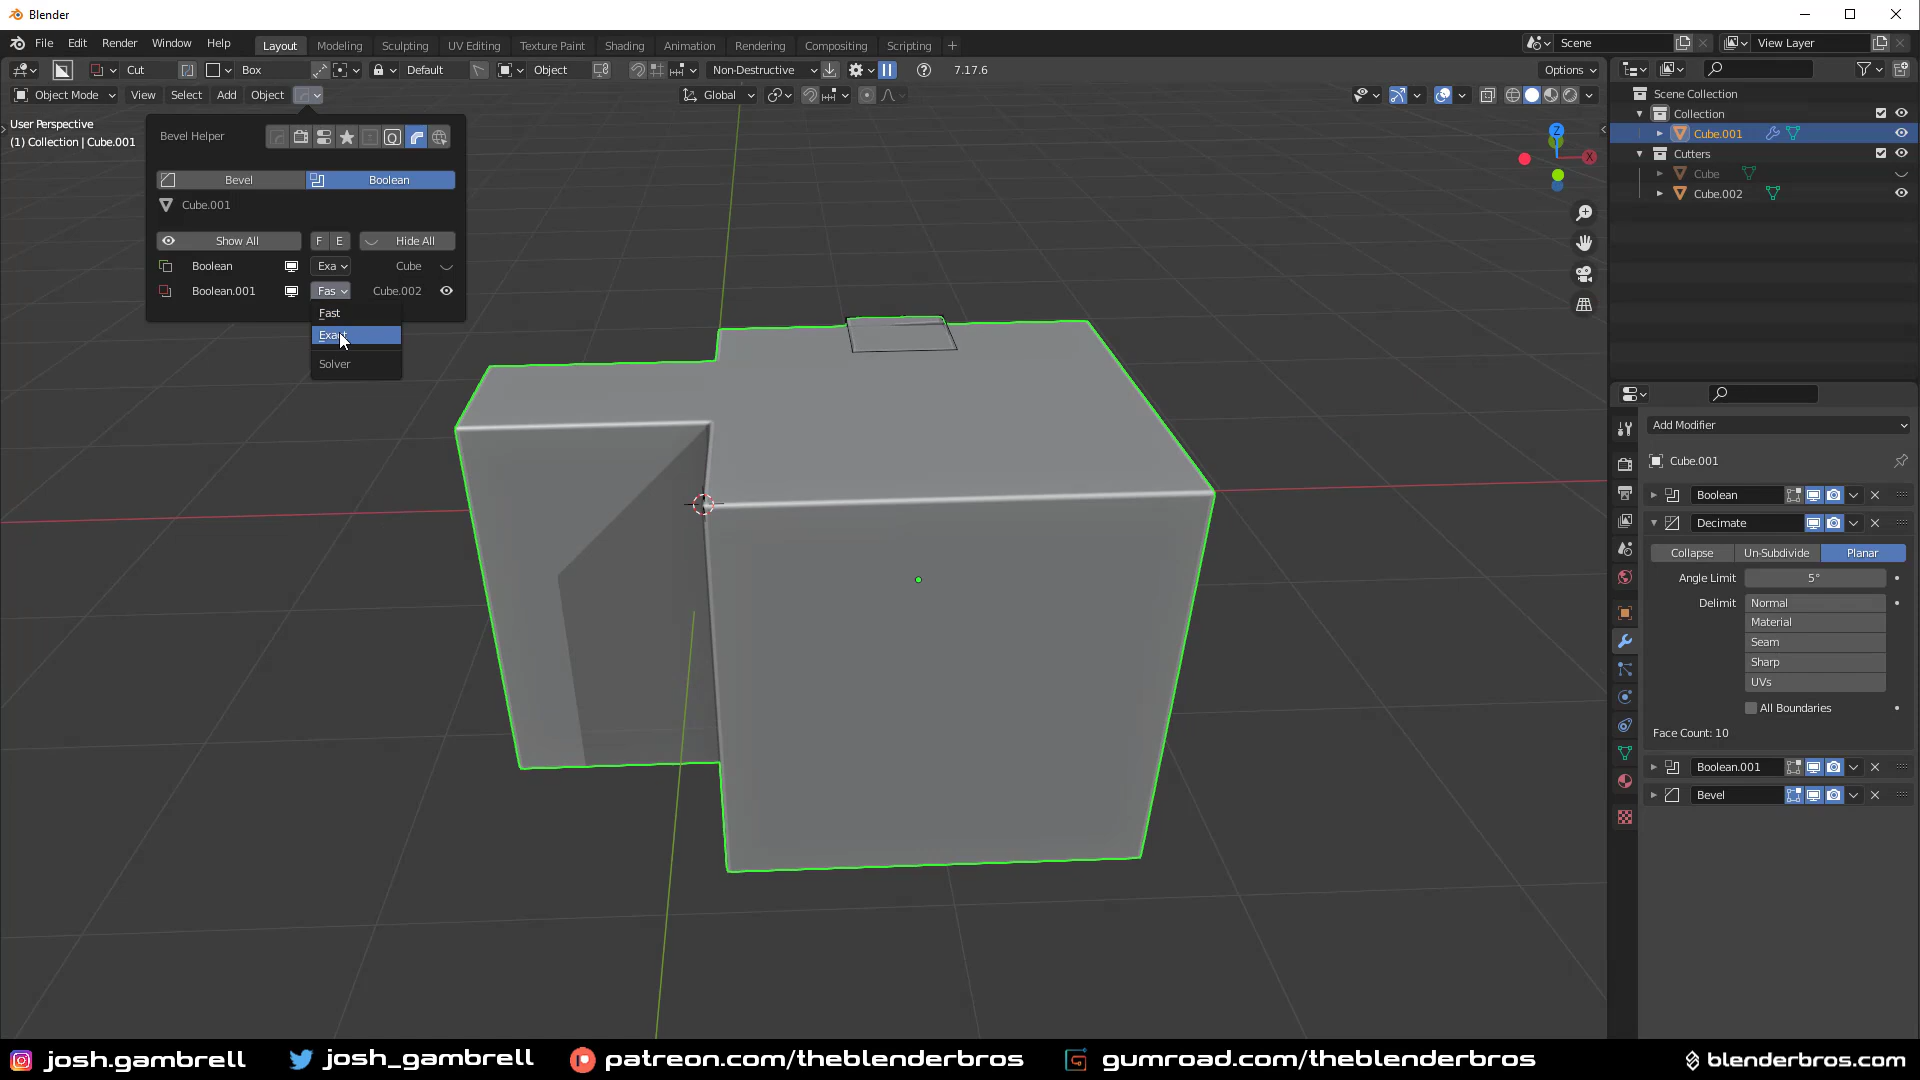 Blender
File Edit Render Window Help
Layout Modeling Sculpting UV Editing Texture Paint Shading Animation Rendering Compositing Scripting +
Scene
View Layer
Cut
Box
Default
Object
Non-Destructive
7.17.6
Options
Object Mode View Select Add Object
Global
User Perspective
(1) Collection | Cube.001
Bevel Helper
Bevel Boolean
Cube.001
Show All F E Hide All
Boolean Exa Cube
Boolean.001 Fas Cube.002
Fast
Exact
Solver
Z
X
Scene Collection
Collection
Cube.001
Cutters
Cube
Cube.002
Add Modifier
Cube.001
Boolean
Decimate
Collapse Un-Subdivide Planar
Angle Limit 5°
Delimit Normal
Material
Seam
Sharp
UVs
All Boundaries
Face Count: 10
Boolean.001
Bevel
josh.gambrell josh_gambrell patreon.com/theblenderbros gumroad.com/theblenderbros blenderbros.com